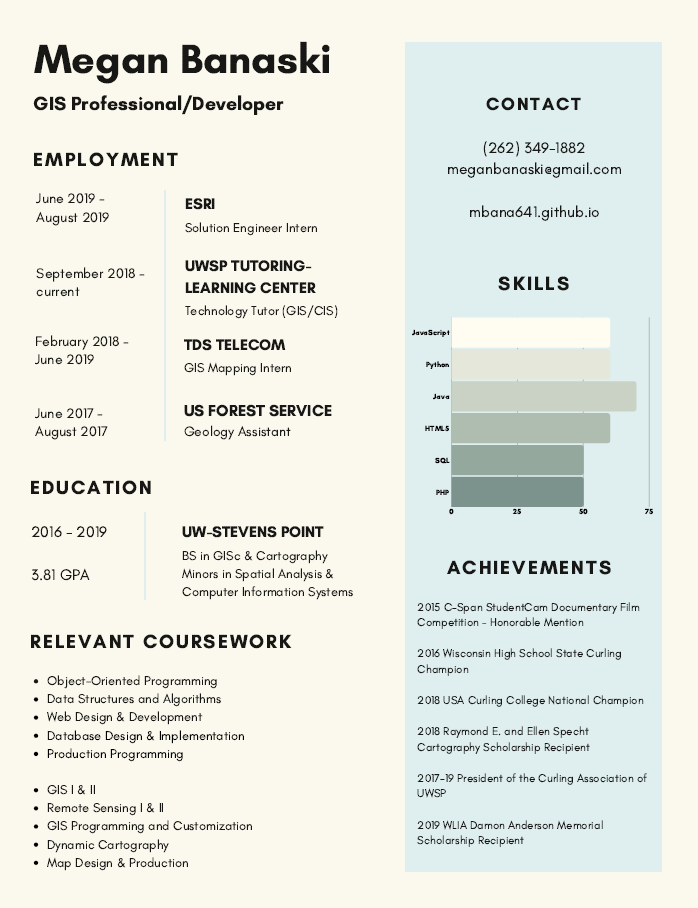 Megan Banaski
GIS Professional/Developer
EMPLOYMENT
June 2019 -
August 2019
ESRI
Solution Engineer Intern
September 2018 -
current
UWSP TUTORING-
LEARNING CENTER
Technology Tutor (GIS/CIS)
February 2018 -
June 2019
TDS TELECOM
GIS Mapping Intern
June 2017 -
August 2017
US FOREST SERVICE
Geology Assistant
EDUCATION
2016 - 2019
3.81 GPA
UW-STEVENS POINT
BS in GISc & Cartography
Minors in Spatial Analysis &
Computer Information Systems
RELEVANT COURSEWORK
• Object-Oriented Programming
• Data Structures and Algorithms
• Web Design & Development
• Database Design & Implementation
• Production Programming
• GIS I & II
• Remote Sensing I & II
• GIS Programming and Customization
• Dynamic Cartography
• Map Design & Production
CONTACT
(262) 349-1882
meganbanaski@gmail.com
mbana641.github.io
SKILLS
JavaScript
Python
Java
HTML5
SQL
PHP
0 25 50 75
ACHIEVEMENTS
2015 C-Span StudentCam Documentary Film
Competition - Honorable Mention
2016 Wisconsin High School State Curling
Champion
2018 USA Curling College National Champion
2018 Raymond E. and Ellen Specht
Cartography Scholarship Recipient
2017-19 President of the Curling Association of
UWSP
2019 WLIA Damon Anderson Memorial
Scholarship Recipient